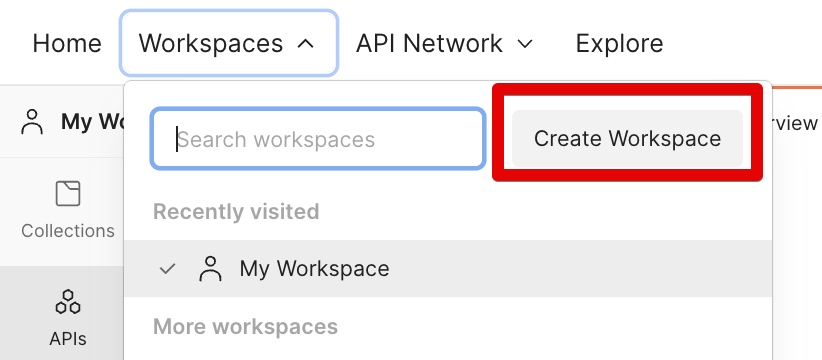 Home Workspaces API Network Explore
My Wo
Search workspaces Create Workspace
rview
Recently visited
Collections
My Workspace
APIs
More workspaces